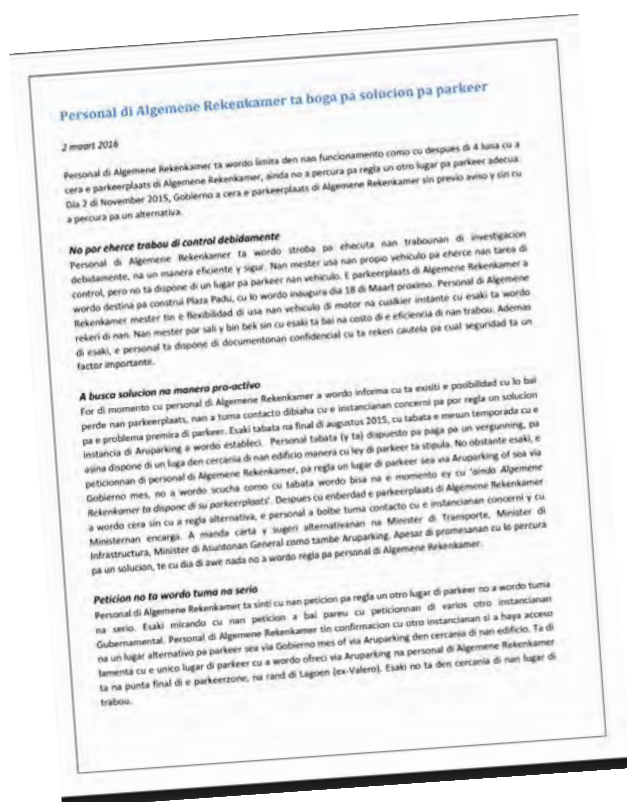 Personal di Algemene Rekenkamer ta boga pa solucion pa parkeer
2 maart 2016
Personal di Algemene Rekenkamer ta wordo limita den nan funcionamento como cu despues di 4 luna cu a
cera e parkeerplaats di Algemene Rekenkamer, ainda no a percura pa regla un otro lugar pa parkeer adecua.
Dia 2 di November 2015, Gobierno a cera e parkeerplaats di Algemene Rekenkamer sin previo aviso y sin cu
a percura pa un alternativa.
No por eherce trabou di control debidamente
Personal di Algemene Rekenkamer ta wordo stroba pa ehecuta nan trabounan di investigacion
debidamente, na un manera eficiente y sigur. Nan mester usa nan propio vehiculo pa eherce nan tarea di
control, pero no ta dispone di un lugar pa parkeer nan vehiculo. E parkeerplaats di Algemene Rekenkamer a
wordo destina pa construi Plaza Padu, cu lo wordo inaugura dia 18 di Maart proximo. Personal di Algemene
Rekenkamer mester tin e flexibilidad di usa nan vehiculo di motor na cualkier instante cu esaki ta wordo
rekeri di nan. Nan mester por sali y bin bek sin cu esaki ta bai na costo di e eficiencia di nan trabou. Ademas
di esaki, e personal ta dispone di documentonan confidencial cu ta rekeri cautela pa cual seguridad ta un
factor importante.
A busca solucion na manera pro-activo
For di momento cu personal di Algemene Rekenkamer a wordo informa cu ta exisiti e posibilidad cu lo bai
perde nan parkeerplaats, nan a tuma contacto dibiaha cu e instancianan concerni pa por regla un solucion
pa e problema premira di parkeer. Esaki tabata na final di augustus 2015, cu tabata e mesun temporada cu e
instancia di Aruparking a wordo estableci. Personal tabata (y ta) dispuesto pa paga pa un vergunning, pa
asina dispone di un luga den cercania di nan edificio manera cu ley di parkeer ta stipula. No obstante esaki, e
peticionnan di personal di Algemene Rekenkamer, pa regla un lugar di parkeer sea via Aruparking of sea via
Gobierno mes, no a wordo scucha como cu tabata wordo bisa na e momento ey cu 'ainda Algemene
Rekenkamer ta dispone di su parkeerplaats'. Despues cu enberdad e parkeerplaats di Algemene Rekenkamer
a wordo cera sin cu a regla alternativa, e personal a bolbe tuma contacto cu e instancianan concerni y cu
Ministernan encarga. A manda carta y sugeri alternativanan na Minister di Transporte, Minister di
Infrastructura, Minister di Asuntonan General como tambe Aruparking. Apesar di promesanan cu lo percura
pa un solucion, te cu dia di awe nada no a wordo regla pa personal di Algemene Rekenkamer.
Peticion no ta wordo tuma na serio
Personal di Algemene Rekenkamer ta sinti cu nan peticion pa regla un otro lugar di parkeer no a wordo tuma
na serio. Esaki mirando cu nan peticion a bai pareu cu peticionnan di varios otro instancianan
Gubernamental. Personal di Algemene Rekenkamer tin confirmacion cu otro instancianan si a haya acceso
na un lugar alternativo pa parkeer sea via Gobierno mes of via Aruparking den cercania di nan edificio. Ta di
lamenta cu e unico lugar di parkeer cu a wordo ofreci via Aruparking na personal di Algemene Rekenkamer
ta na punta final di e parkeerzone, na rand di Lagoen (ex-Valero). Esaki no ta den cercania di nan lugar di
trabou.